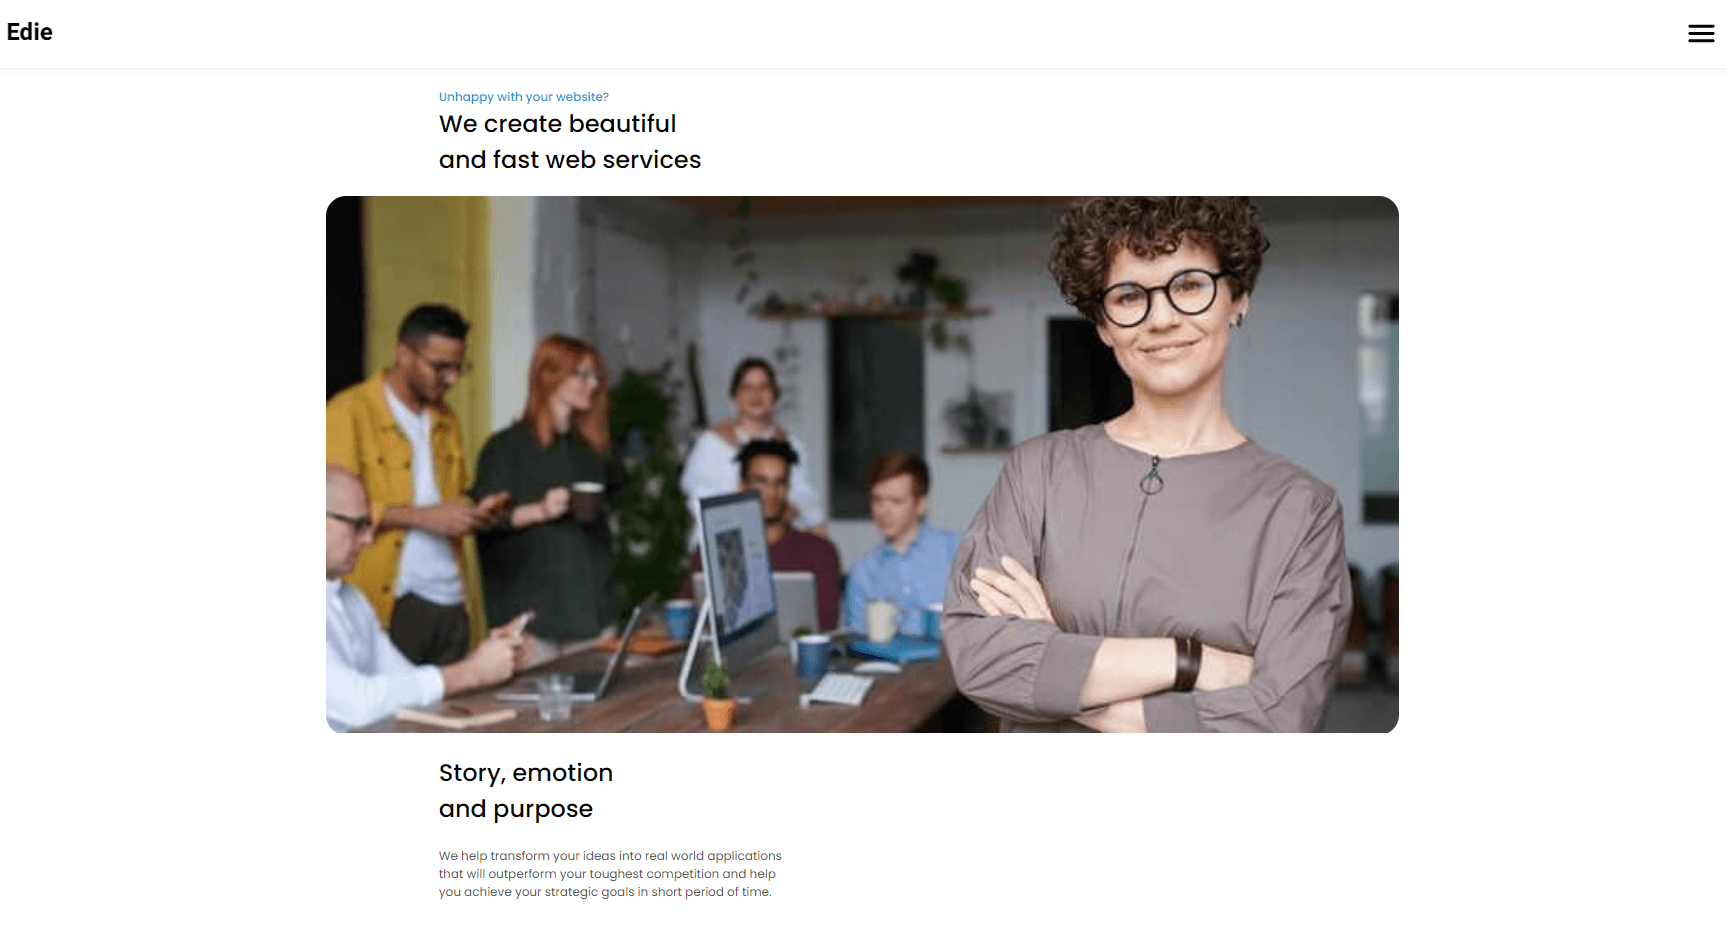 Edie
Unhappy with your website?
We create beautiful
and fast web services
Story, emotion
and purpose
We help transform your ideas into real world applications
that will outperform your toughest competition and help
you achieve your strategic goals in short period of time.